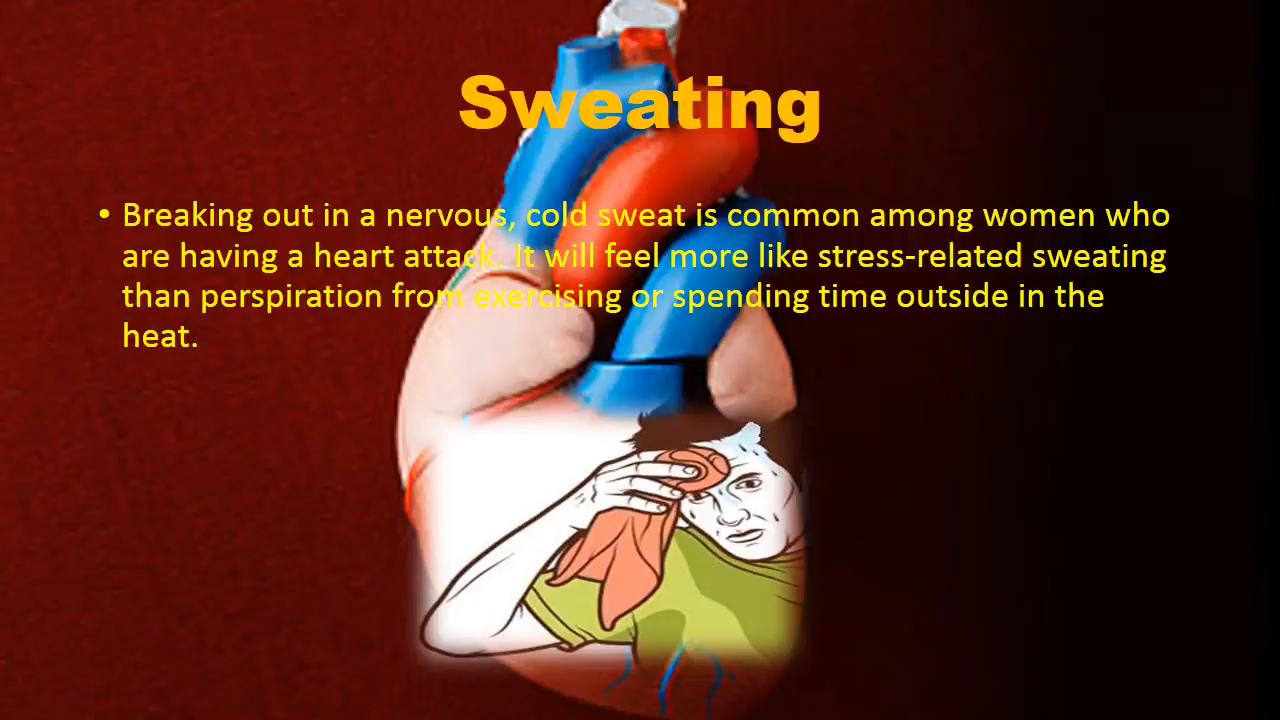 Sweating
• Breaking out in a nervous, cold sweat is common among women who
are having a heart attack. It will feel more like stress-related sweating
than perspiration from exercising or spending time outside in the
heat.